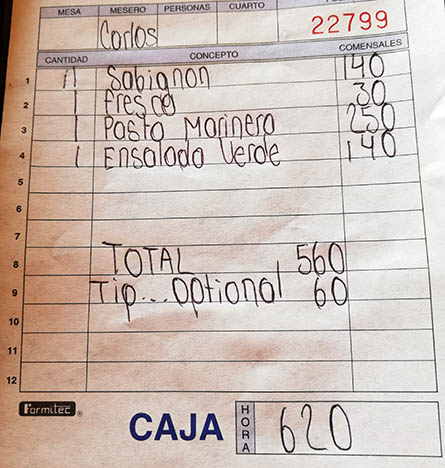 MESA MESERO PERSONAS CUARTO
Carlos 22799
CANTIDAD CONCEPTO COMENSALES
1 1 Sabignon 140
2 1 fresca 30
3 1 Pasta Marinero 250
4 1 Ensalada Verde 140
5
6
7
8 TOTAL 560
9 Tip... Optional 60
10
11
12
Formitec ®
CAJA HORA 620